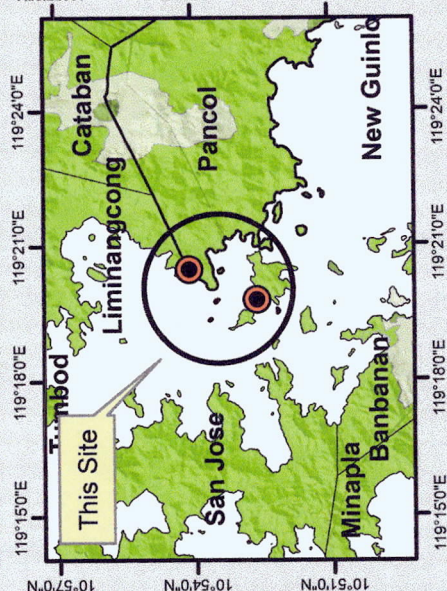 119°15'0"E 119°18'0"E 119°21'0"E 119°24'0"E
10°57'0"N
10°54'0"N
10°51'0"N
This Site
Liminangcong
Cataban
San Jose
Pancol
Minapla
Banbanan
New Guinlo
119°15'0"E 119°18'0"E 119°21'0"E 119°24'0"E